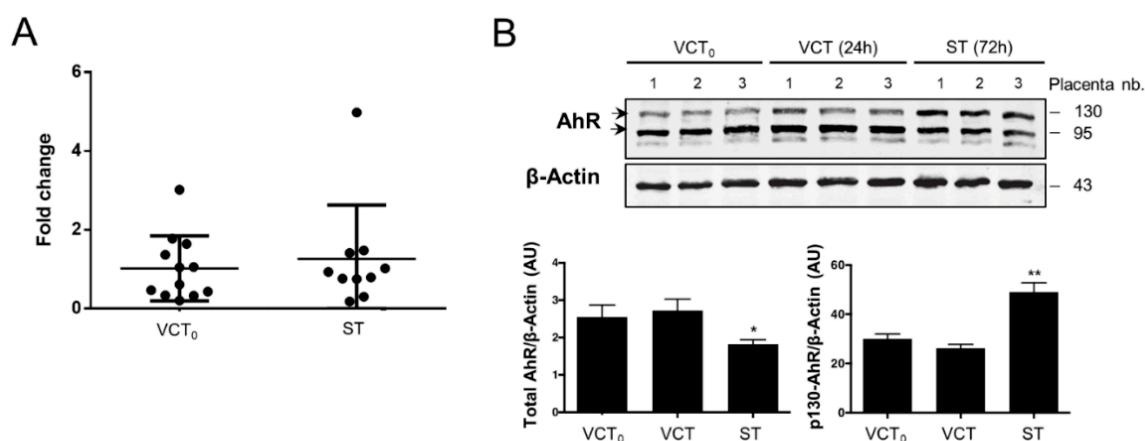 A
Fold change
6
4
2
0
VCT₀
ST
B
VCT₀
VCT (24h)
ST (72h)
1 2 3 1 2 3 1 2 3 Placenta nb.
AhR
– 130
– 95
β-Actin
– 43
Total AhR/β-Actin (AU)
4
3
2
1
0
*
VCT₀
VCT
ST
p130-AhR/β-Actin (AU)
60
40
20
0
**
VCT₀
VCT
ST